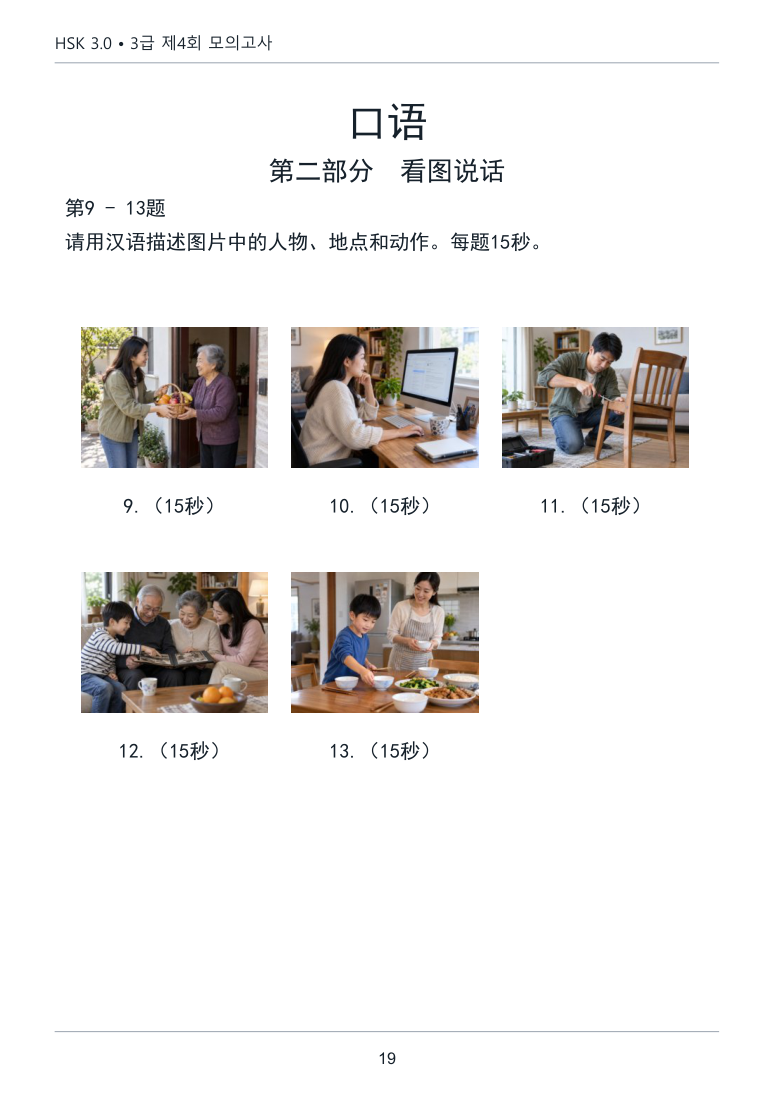 HSK 3.0 • 3급 제4회 모의고사
口语
第二部分　看图说话
第9 - 13题
请用汉语描述图片中的人物、地点和动作。每题15秒。
9.（15秒）
10.（15秒）
11.（15秒）
12.（15秒）
13.（15秒）
19